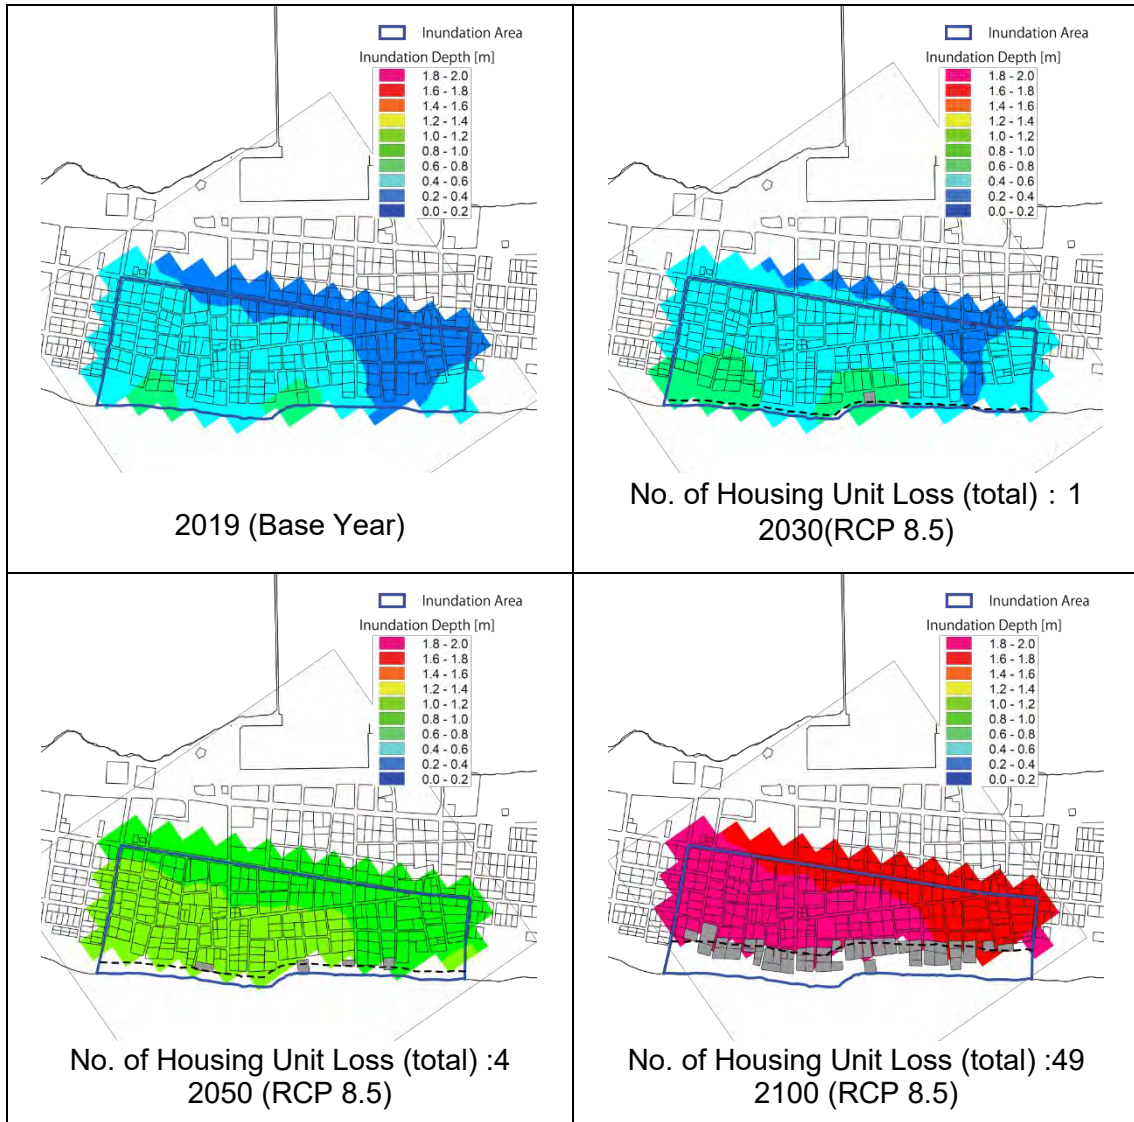 Inundation Area
Inundation Depth [m]
1.8 - 2.0
1.6 - 1.8
1.4 - 1.6
1.2 - 1.4
1.0 - 1.2
0.8 - 1.0
0.6 - 0.8
0.4 - 0.6
0.2 - 0.4
0.0 - 0.2
2019 (Base Year)
Inundation Area
Inundation Depth [m]
1.8 - 2.0
1.6 - 1.8
1.4 - 1.6
1.2 - 1.4
1.0 - 1.2
0.8 - 1.0
0.6 - 0.8
0.4 - 0.6
0.2 - 0.4
0.0 - 0.2
No. of Housing Unit Loss (total) : 1
2030(RCP 8.5)
Inundation Area
Inundation Depth [m]
1.8 - 2.0
1.6 - 1.8
1.4 - 1.6
1.2 - 1.4
1.0 - 1.2
0.8 - 1.0
0.6 - 0.8
0.4 - 0.6
0.2 - 0.4
0.0 - 0.2
No. of Housing Unit Loss (total) :4
2050 (RCP 8.5)
Inundation Area
Inundation Depth [m]
1.8 - 2.0
1.6 - 1.8
1.4 - 1.6
1.2 - 1.4
1.0 - 1.2
0.8 - 1.0
0.6 - 0.8
0.4 - 0.6
0.2 - 0.4
0.0 - 0.2
No. of Housing Unit Loss (total) :49
2100 (RCP 8.5)